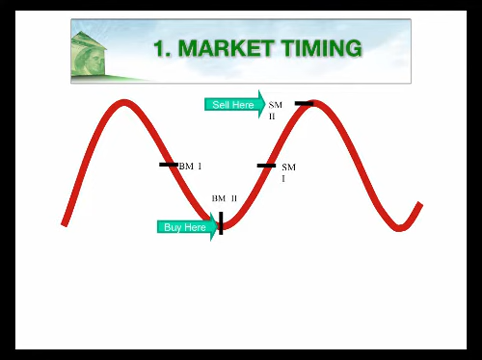 1. MARKET TIMING
Sell Here
SM
II
BM I
SM
I
BM II
Buy Here